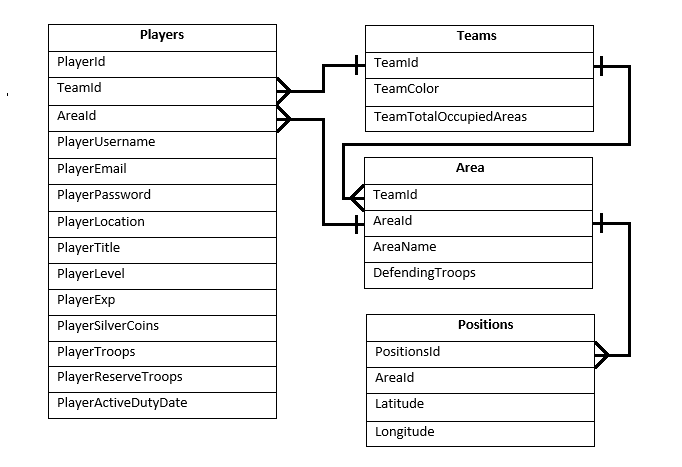 Players
PlayerId
TeamId
AreaId
PlayerUsername
PlayerEmail
PlayerPassword
PlayerLocation
PlayerTitle
PlayerLevel
PlayerExp
PlayerSilverCoins
PlayerTroops
PlayerReserveTroops
PlayerActiveDutyDate
Teams
TeamId
TeamColor
TeamTotalOccupiedAreas
Area
TeamId
AreaId
AreaName
DefendingTroops
Positions
PositionsId
AreaId
Latitude
Longitude